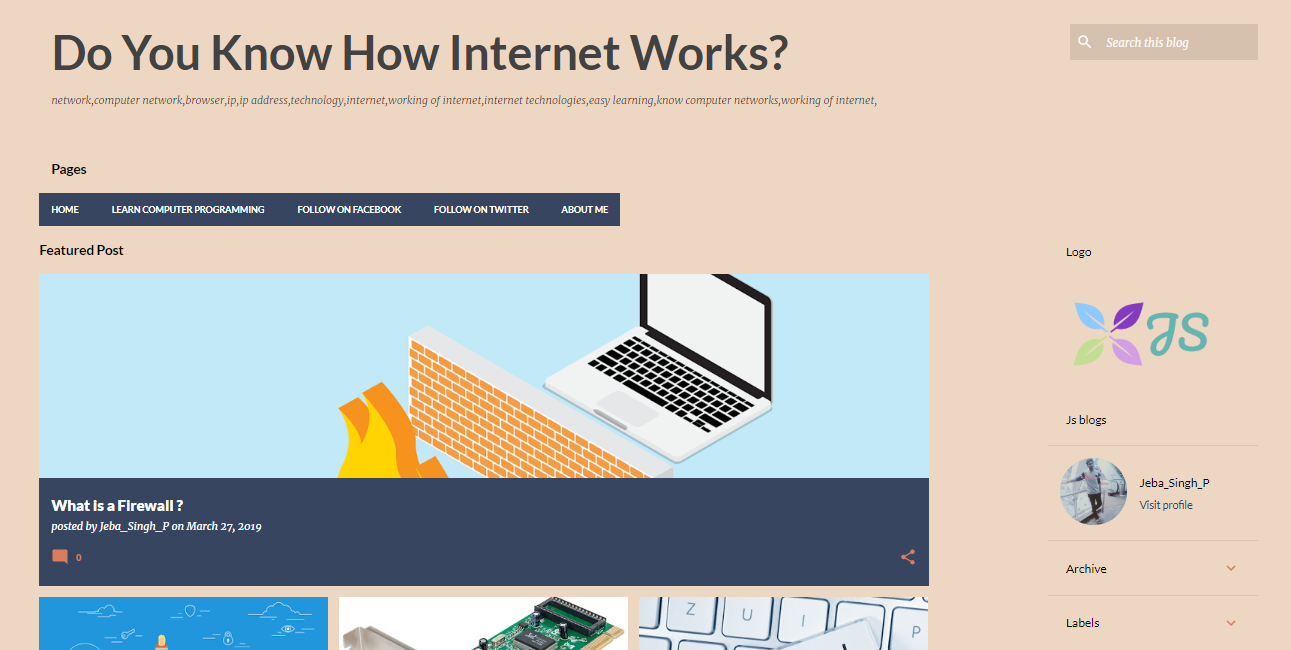 Do You Know How Internet Works?
Search this blog
network,computer network,browser,ip,ip address,technology,internet,working of internet,internet technologies,easy learning,know computer networks,working of internet,
Pages
HOME LEARN COMPUTER PROGRAMMING FOLLOW ON FACEBOOK FOLLOW ON TWITTER ABOUT ME
Featured Post
What is a Firewall ?
posted by Jeba_Singh_P on March 27, 2019
0
Logo
JS
Js blogs
Jeba_Singh_P
Visit profile
Archive
Labels
Z U I P